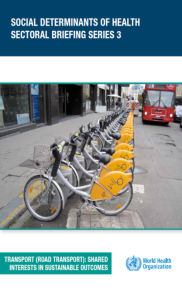 SOCIAL DETERMINANTS OF HEALTH
SECTORAL BRIEFING SERIES 3
TRANSPORT (ROAD TRANSPORT): SHARED
INTERESTS IN SUSTAINABLE OUTCOMES
World Health
Organization